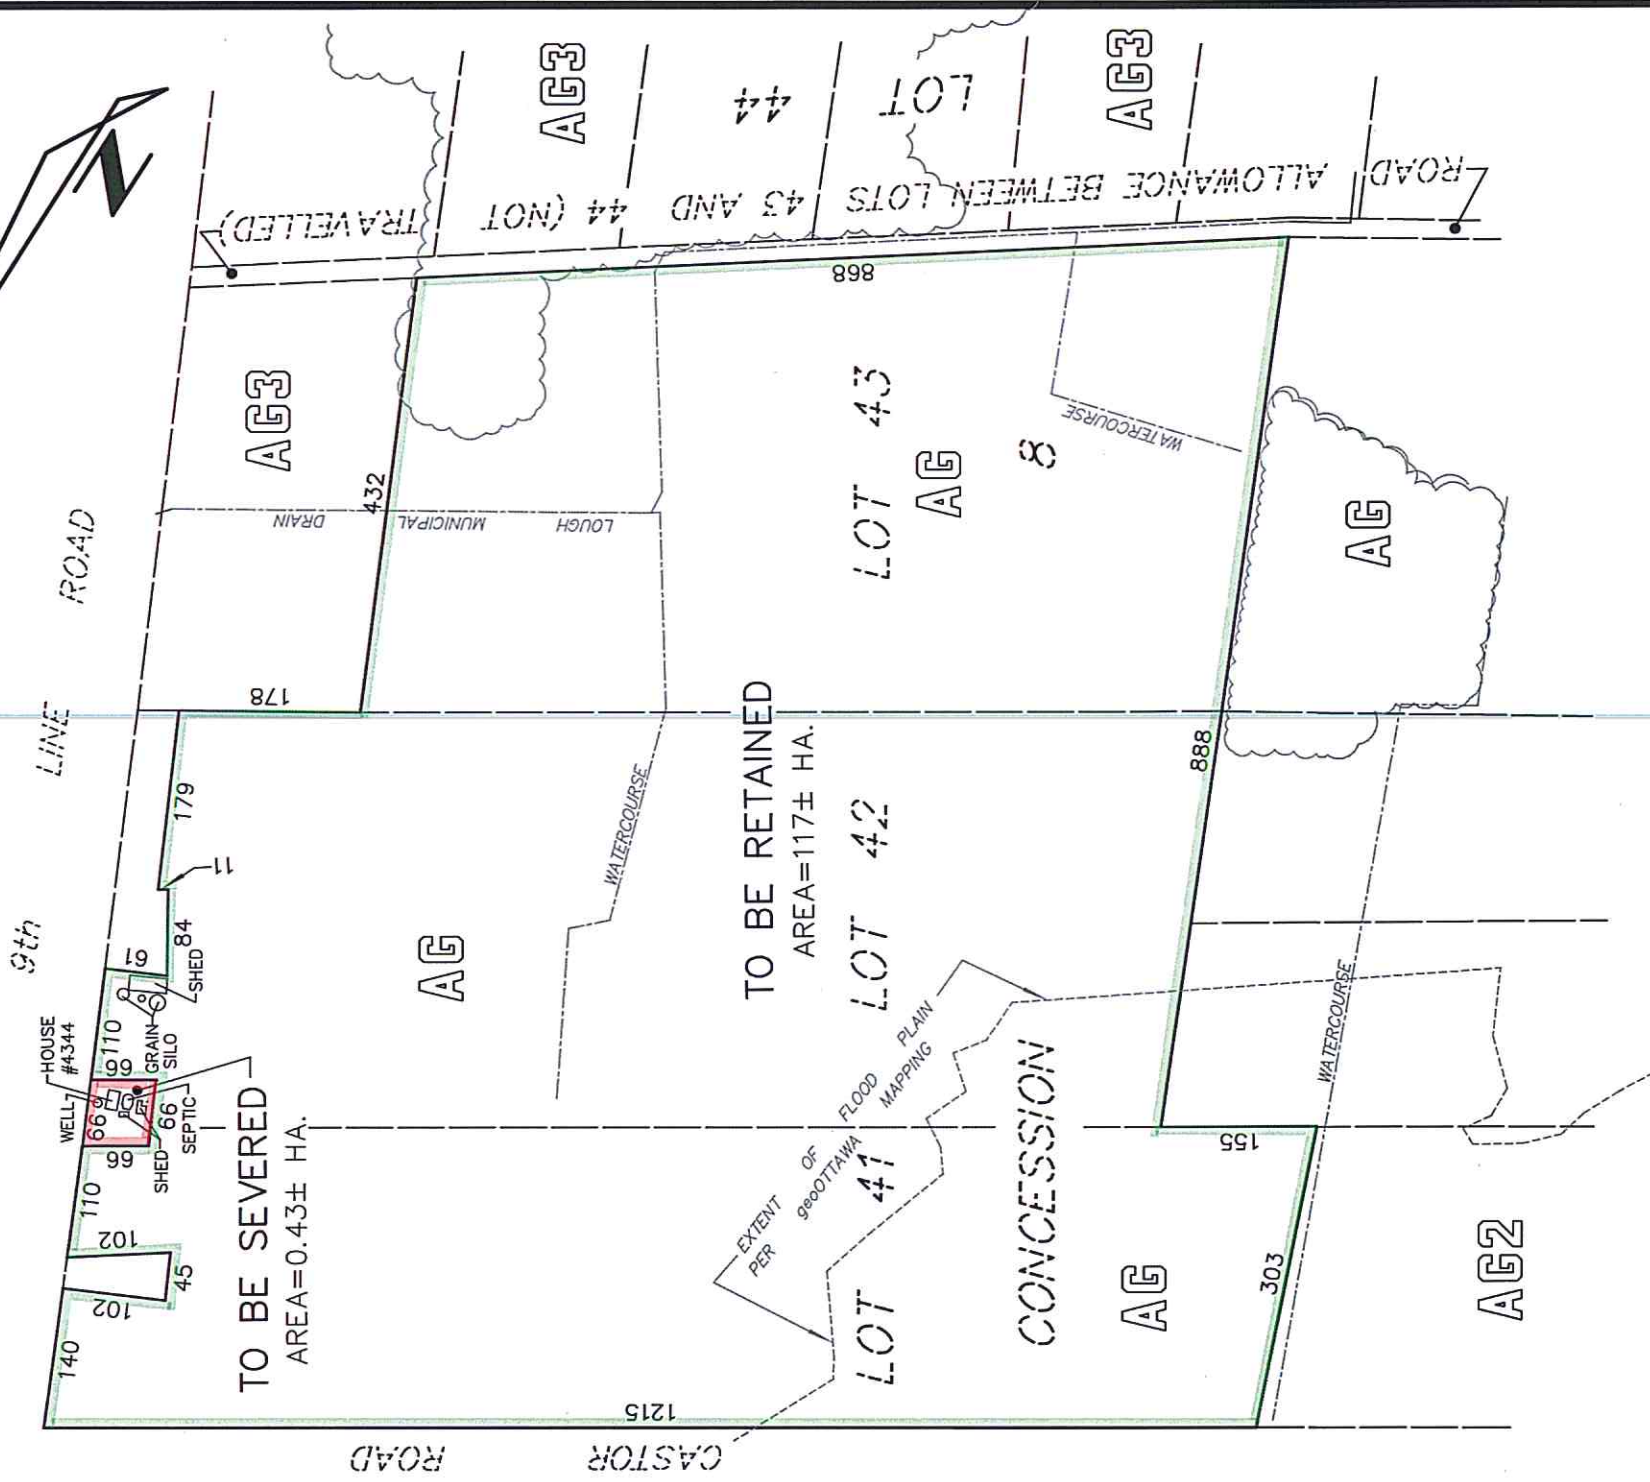 N
9th LINE ROAD
CASTOR ROAD
ROAD ALLOWANCE BETWEEN LOTS 43 AND 44 (NOT TRAVELLED)
LOT 44
AG3
AG3
AG3
432
868
178
179
11
84
61
110
66
66
66
66
110
102
45
102
140
1215
303
155
888
LOUGH MUNICIPAL DRAIN
WATERCOURSE
WATERCOURSE
WATERCOURSE
HOUSE
#4344
WELL
GRAIN
SILO
SHED
SHED
SEPTIC
TO BE SEVERED
AREA=0.43± HA.
TO BE RETAINED
AREA=117± HA.
LOT 41
LOT 42
LOT 43
CONCESSION 8
AG
AG
AG
AG
AG2
EXTENT OF FLOOD PLAIN
PER geoOTTAWA MAPPING